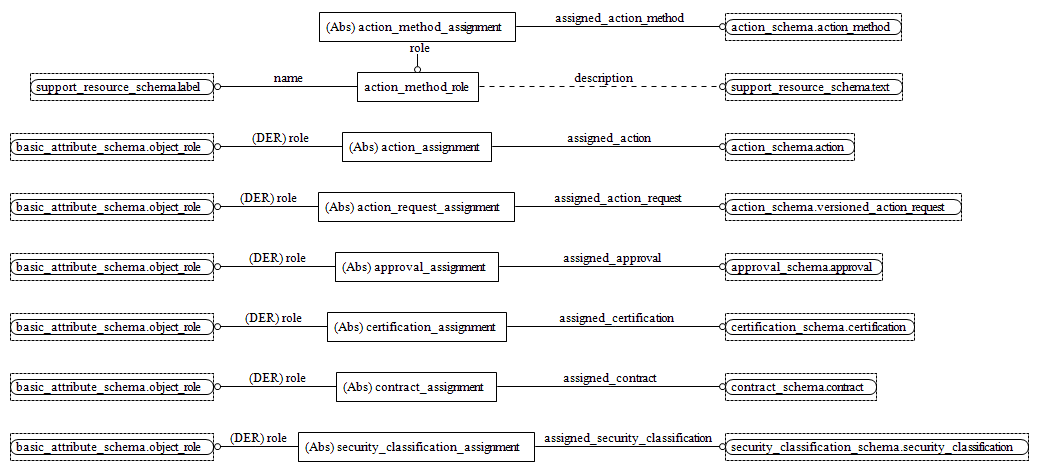 (Abs) action_method_assignment assigned_action_method action_schema.action_method
role
support_resource_schema.label name action_method_role description support_resource_schema.text
basic_attribute_schema.object_role (DER) role (Abs) action_assignment assigned_action action_schema.action
basic_attribute_schema.object_role (DER) role (Abs) action_request_assignment assigned_action_request action_schema.versioned_action_request
basic_attribute_schema.object_role (DER) role (Abs) approval_assignment assigned_approval approval_schema.approval
basic_attribute_schema.object_role (DER) role (Abs) certification_assignment assigned_certification certification_schema.certification
basic_attribute_schema.object_role (DER) role (Abs) contract_assignment assigned_contract contract_schema.contract
basic_attribute_schema.object_role (DER) role (Abs) security_classification_assignment assigned_security_classification security_classification_schema.security_classification